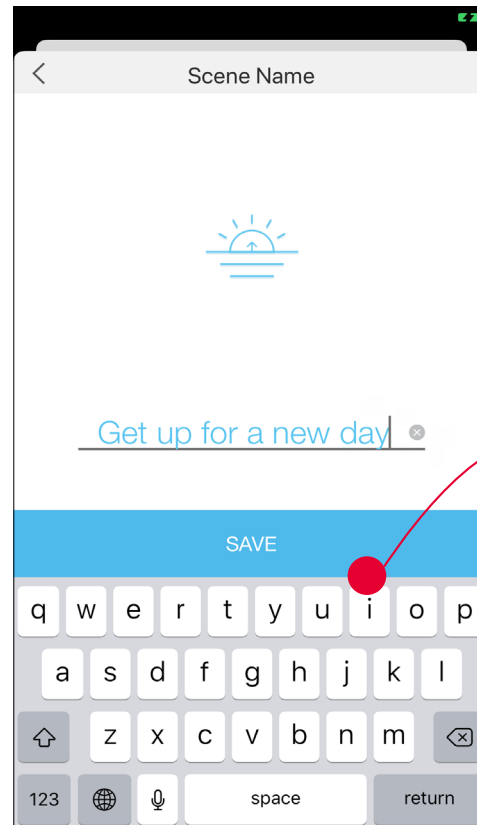 Scene Name
Get up for a new day
SAVE
q w e r t y u i o p
a s d f g h j k l
z x c v b n m
123 space return